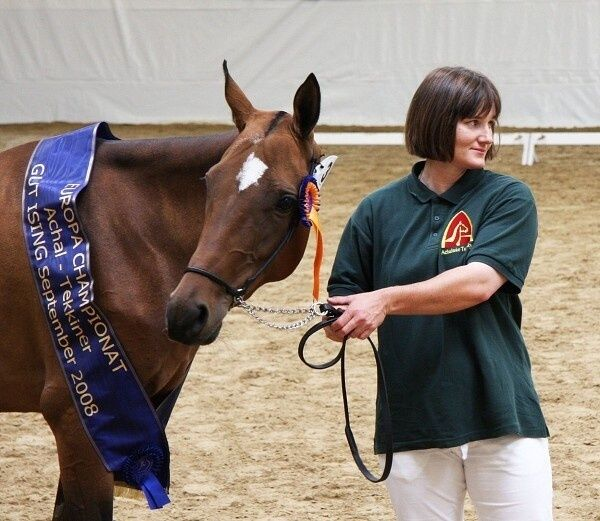 EUROPA CHAMPIONAT
Achal - Tekkiner
GUT ISING September 2008